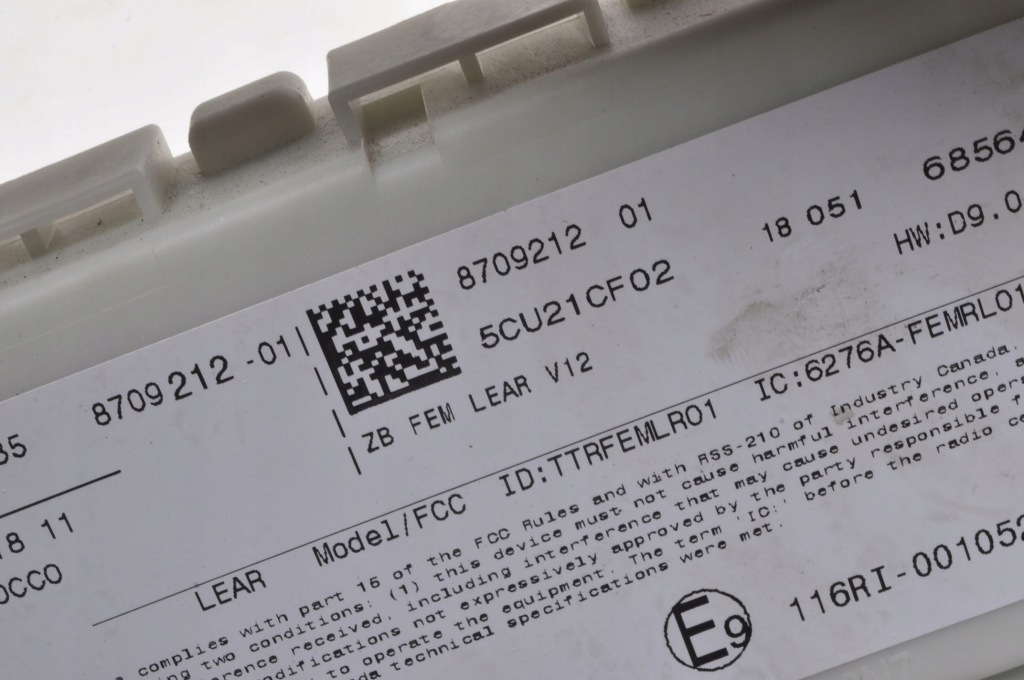 8709212 01
18 051
68564
5CU21CF02
HW:D9.0
35
8709212 -01
ZB FEM LEAR V12
18 11
OCCO
LEAR Model/FCC ID:TTRFEMLR01 IC:6276A-FEMRL01
complies with part 15 of the FCC Rules and with RSS-210 of Industry Canada.
two conditions: (1) this device must not cause harmful interference, a
received, including interference that may cause undesired oper
not expressively approved by the party responsible f
to operate the equipment. The term 'IC:' before the radio ce
technical specifications were met.
E9
116RI-001052